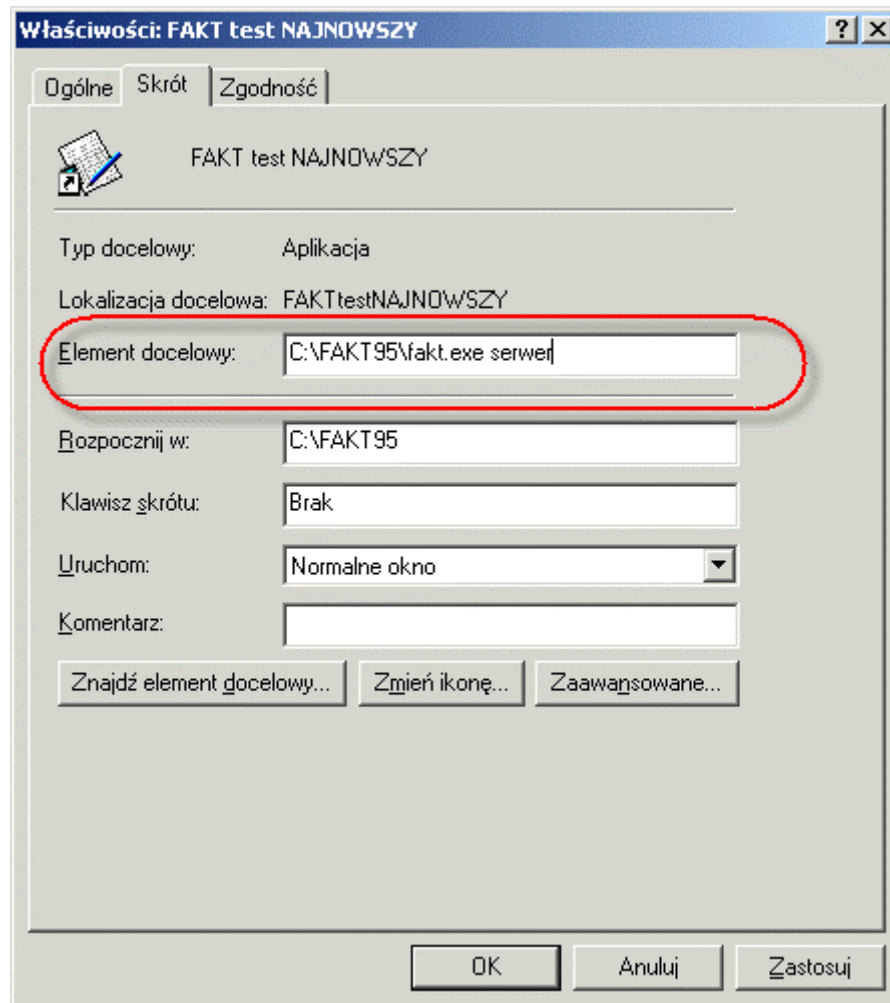 Właściwości: FAKT test NAJNOWSZY
Ogólne Skrót Zgodność
FAKT test NAJNOWSZY
Typ docelowy: Aplikacja
Lokalizacja docelowa: FAKTtestNAJNOWSZY
Element docelowy: C:\FAKT95\fakt.exe serwer
Rozpocznij w: C:\FAKT95
Klawisz skrótu: Brak
Uruchom: Normalne okno
Komentarz:
Znajdź element docelowy... Zmień ikonę... Zaawansowane...
OK Anuluj Zastosuj